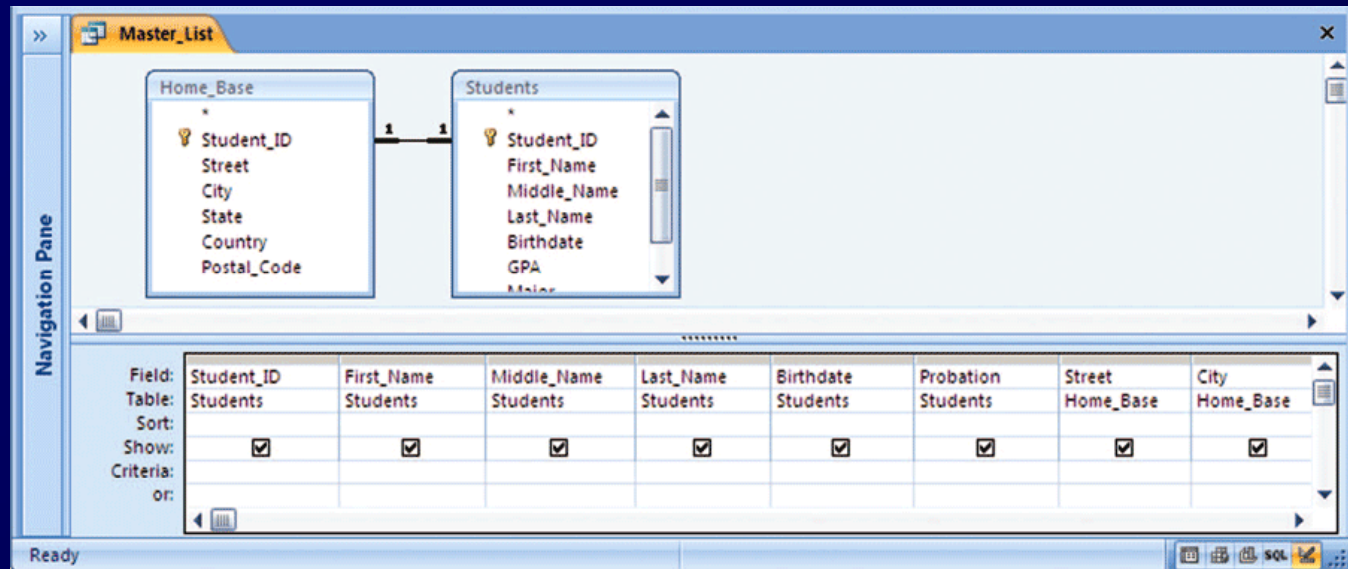 »
Master_List
×
Navigation Pane
Home_Base
*
Student_ID
Street
City
State
Country
Postal_Code
1 1
Students
*
Student_ID
First_Name
Middle_Name
Last_Name
Birthdate
GPA
Major
Field: Student_ID First_Name Middle_Name Last_Name Birthdate Probation Street City
Table: Students Students Students Students Students Students Home_Base Home_Base
Sort:
Show:
Criteria:
or:
Ready
SQL